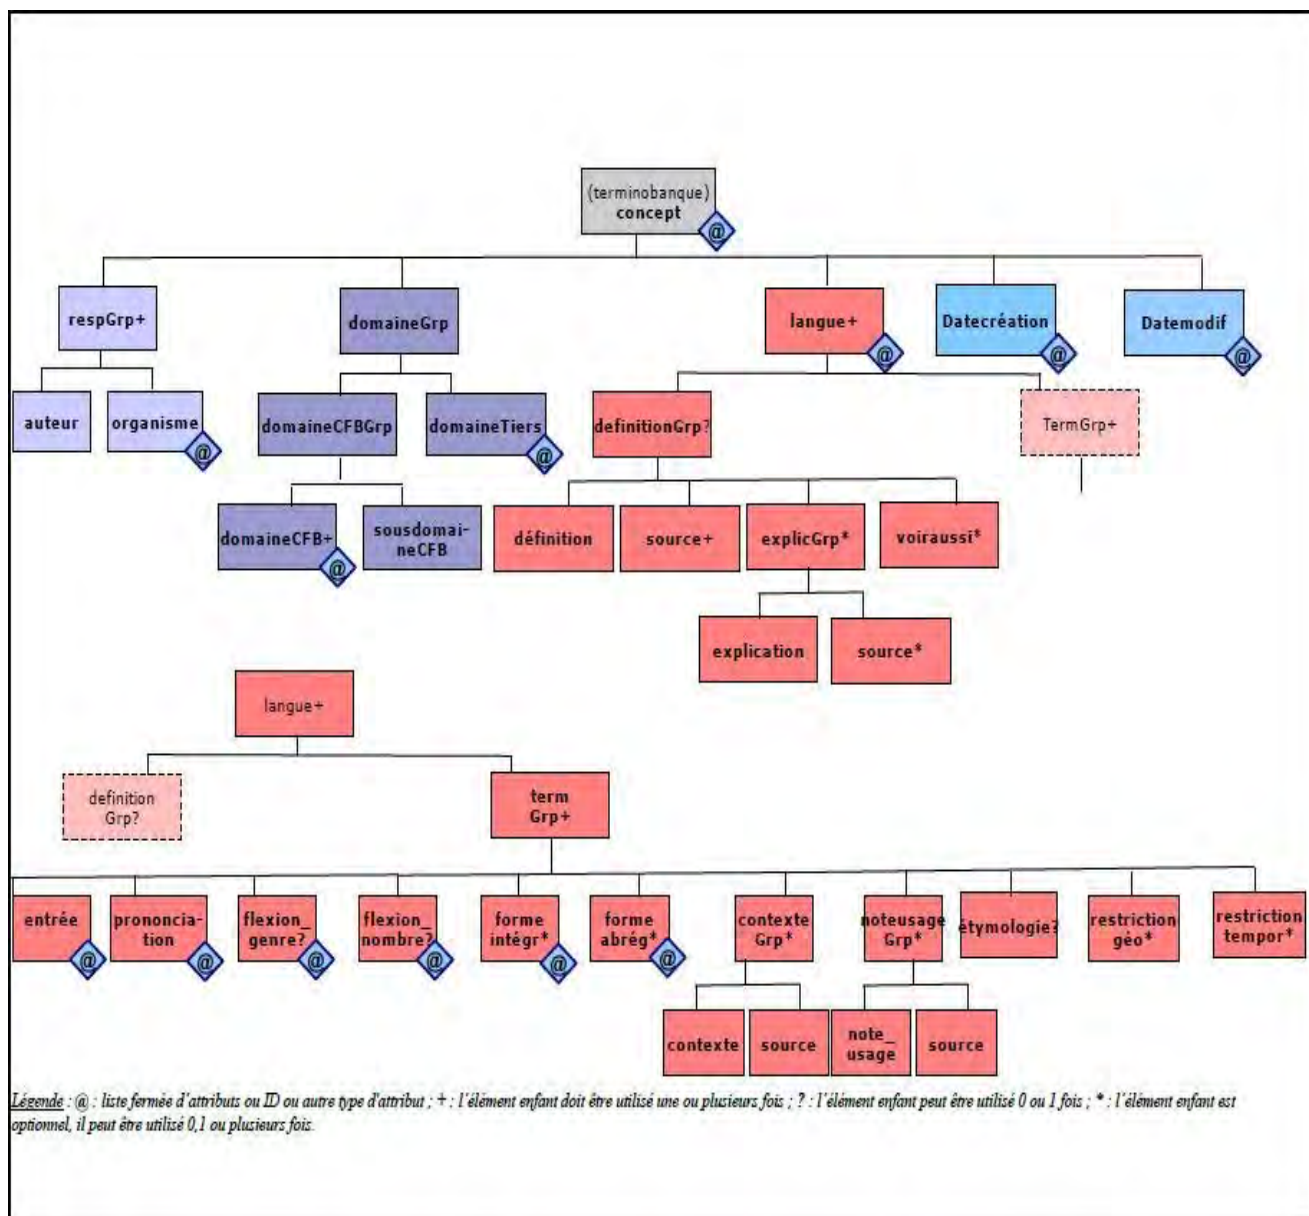 (terminobanque)
concept
@
respGrp+
domaineGrp
langue+
@
Datecréation
@
Datemodif
@
auteur
organisme
@
domaineCFBGrp
domaineTiers
@
definitionGrp?
TermGrp+
domaineCFB+
@
sousdomai-
neCFB
définition
source+
explicGrp*
voiraussi*
explication
source*
langue+
definition
Grp?
term
Grp+
entrée
@
prononcia-
tion
@
flexion_
genre?
@
flexion_
nombre?
@
forme
intégr*
@
forme
abrég*
@
contexte
Grp*
noteusage
Grp*
étymologie?
restriction
géo*
restriction
tempor*
contexte
source
note_
usage
source
Légende : @ : liste fermée d'attributs ou ID ou autre type d'attribut ; + : l'élément enfant doit être utilisé une ou plusieurs fois ; ? : l'élément enfant peut être utilisé 0 ou 1 fois ; * : l'élément enfant est
optionnel, il peut être utilisé 0,1 ou plusieurs fois.